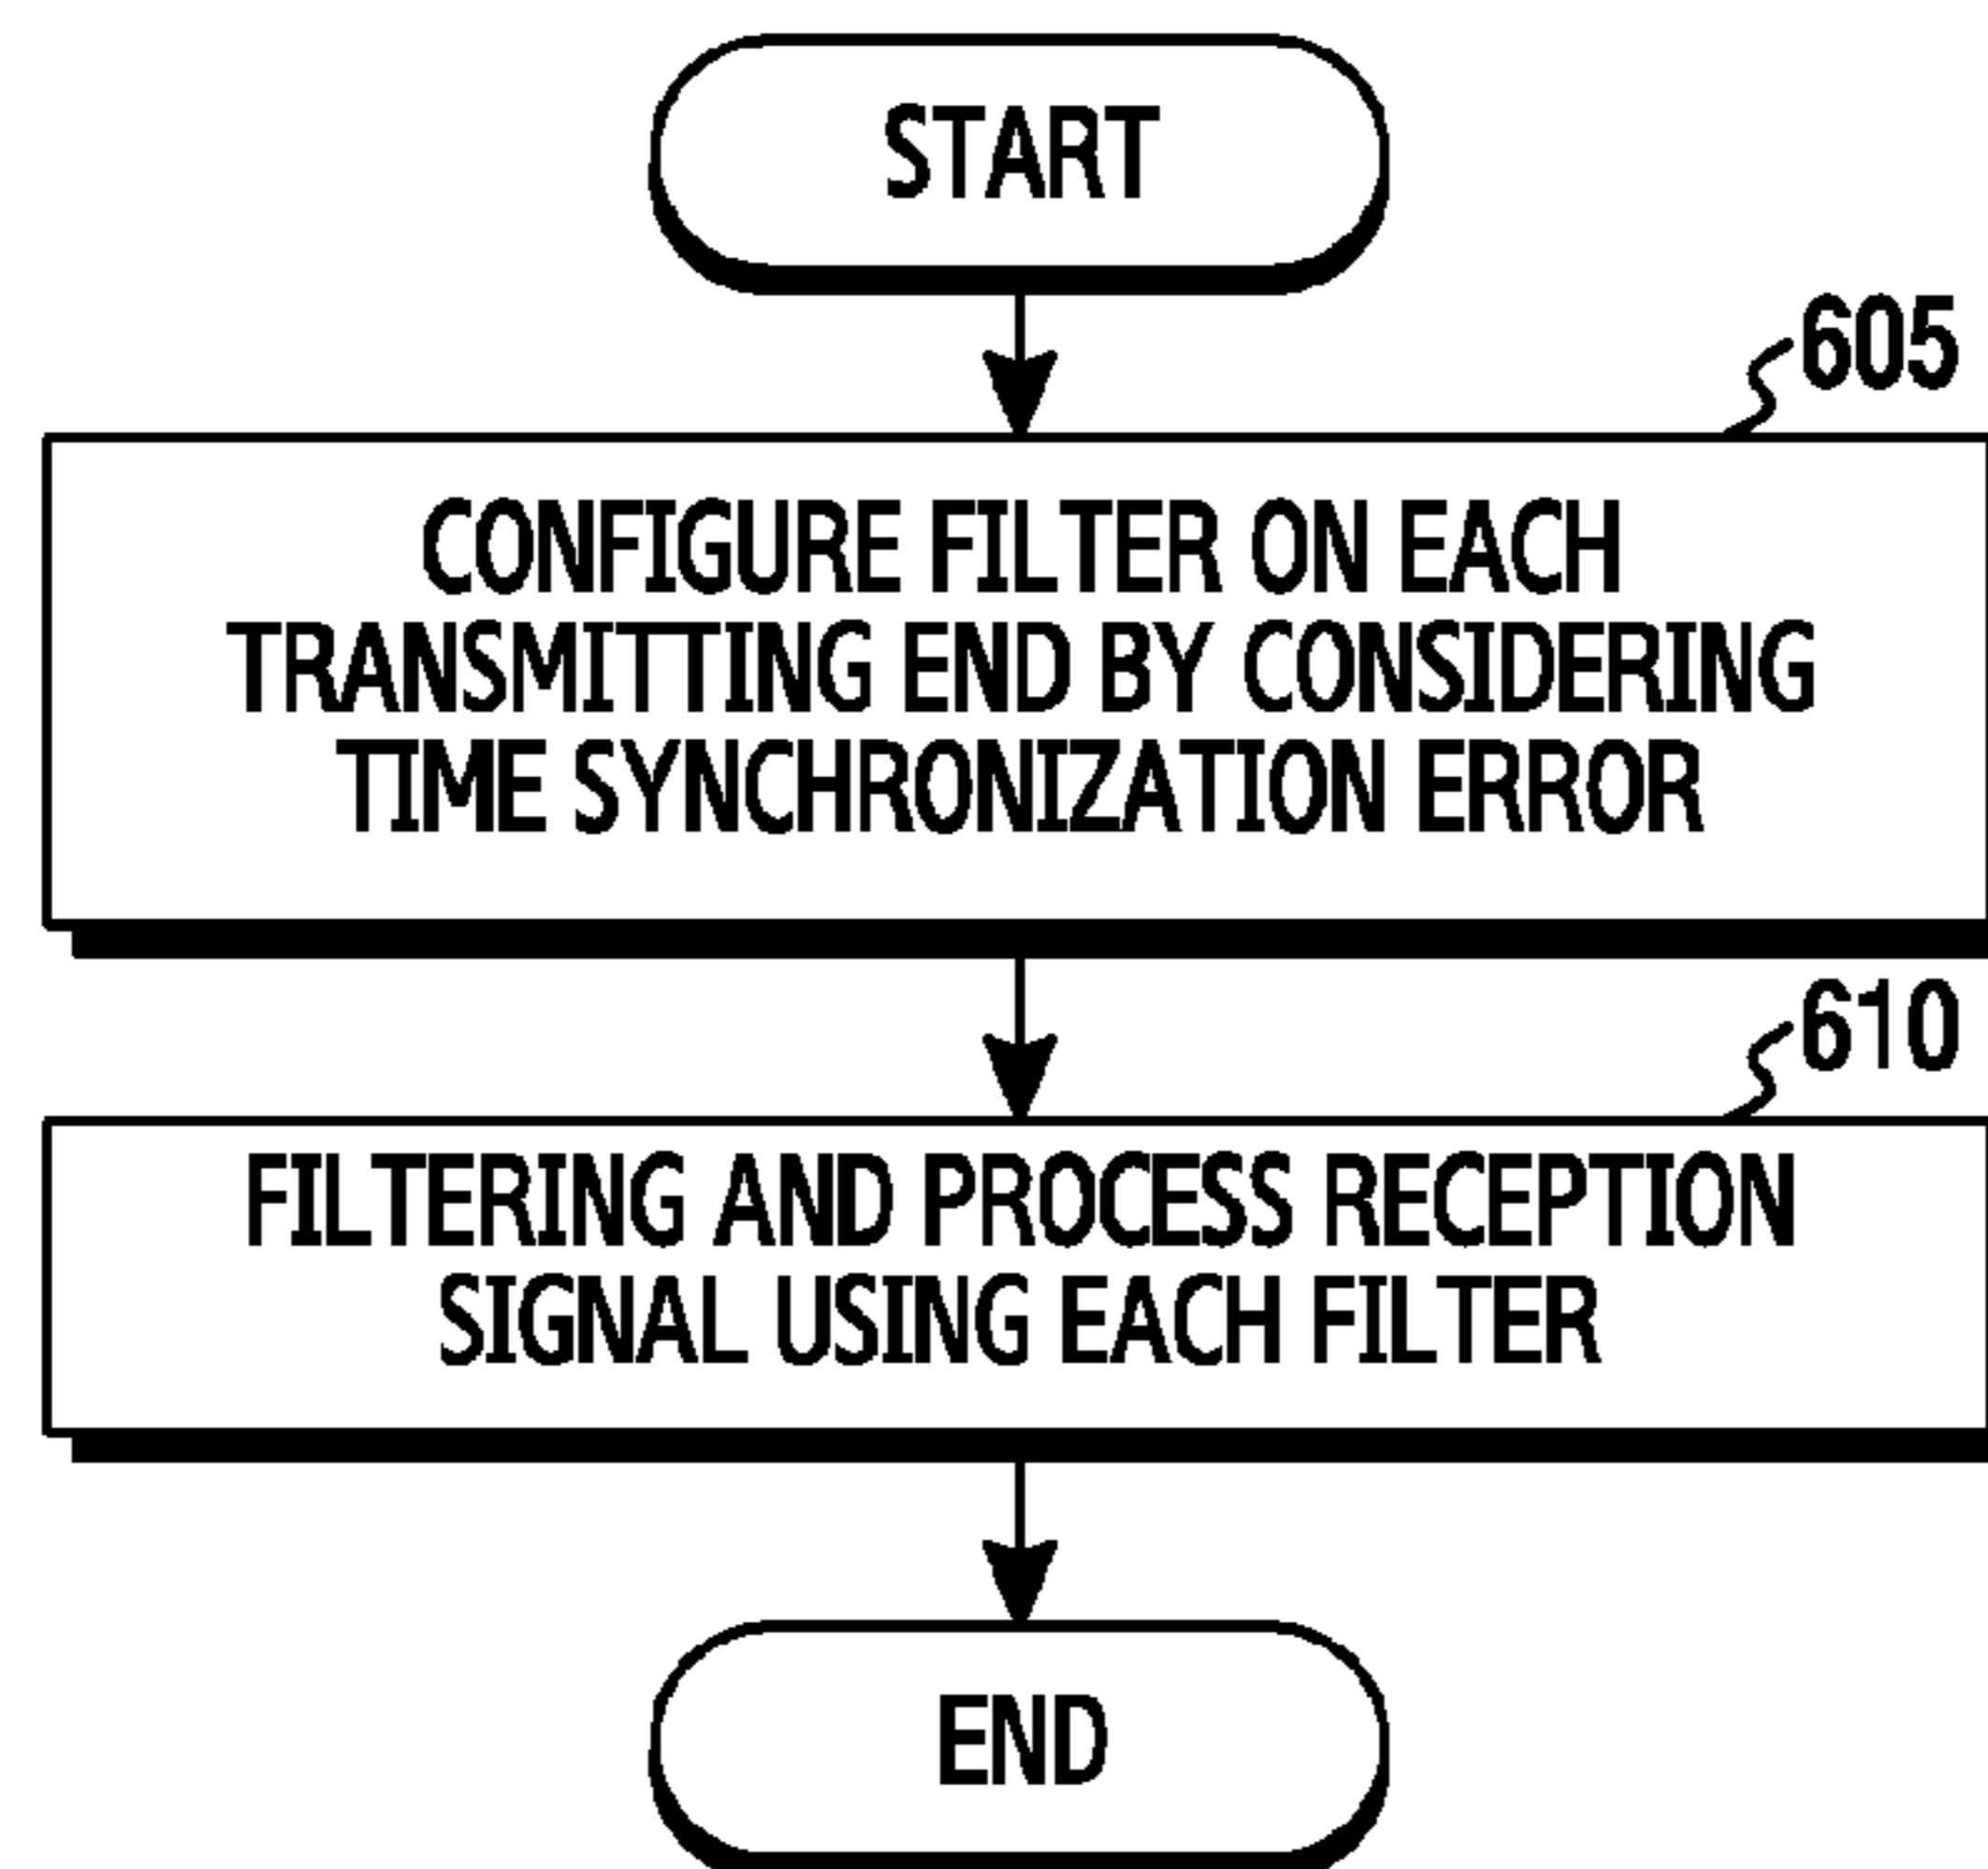 START
605
CONFIGURE FILTER ON EACH
TRANSMITTING END BY CONSIDERING
TIME SYNCHRONIZATION ERROR
610
FILTERING AND PROCESS RECEPTION
SIGNAL USING EACH FILTER
END